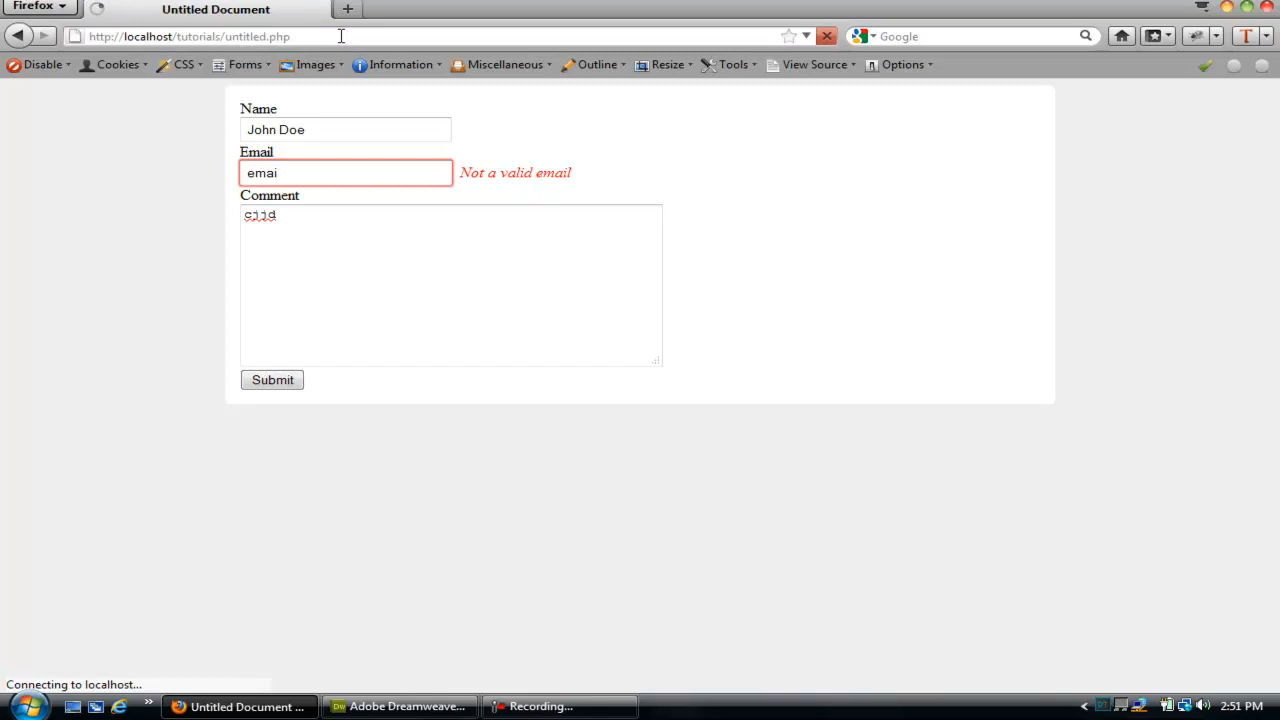 Firefox
Untitled Document
http://localhost/tutorials/untitled.php
Google
Disable Cookies CSS Forms Images Information Miscellaneous Outline Resize Tools View Source Options
Name
John Doe
Email
emai Not a valid email
Comment
cjjd
Submit
Connecting to localhost...
Untitled Document ... Adobe Dreamweave... Recording... 2:51 PM